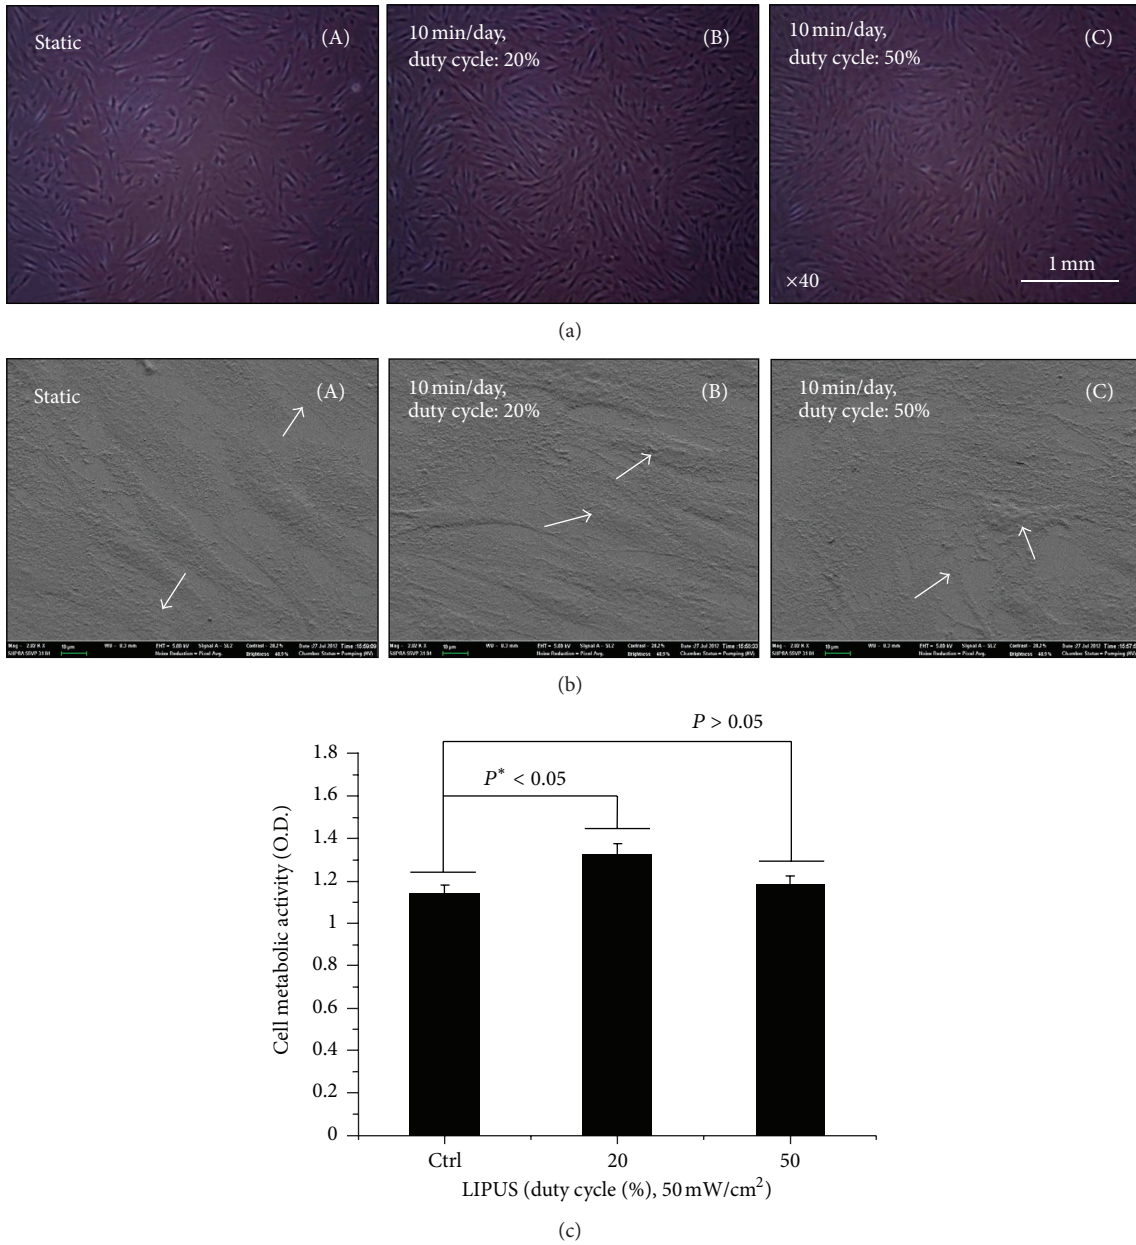 Static
(A)
10 min/day,
duty cycle: 20%
(B)
10 min/day,
duty cycle: 50%
(C)
×40
1 mm
(a)
Static
(A)
10 min/day,
duty cycle: 20%
(B)
10 min/day,
duty cycle: 50%
(C)
(b)
P > 0.05
P* < 0.05
1.8
1.6
1.4
1.2
1
0.8
0.6
0.4
0.2
0
Cell metabolic activity (O.D.)
Ctrl
20
50
LIPUS (duty cycle (%), 50 mW/cm²)
(c)